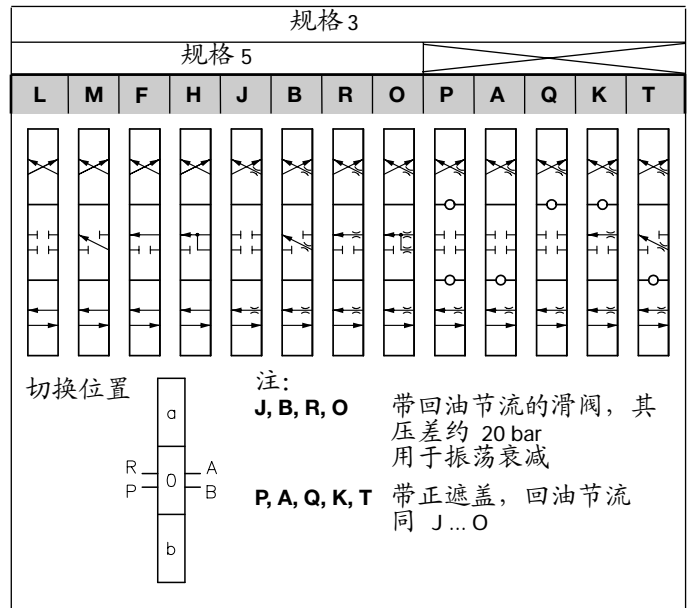 规格3
规格 5
L M F H J B R O P A Q K T
切换位置
a
R A
0
P B
b
注:
J, B, R, O 带回油节流的滑阀，其
压差约 20 bar
用于振荡衰减
P, A, Q, K, T 带正遮盖，回油节流
同 J ... O